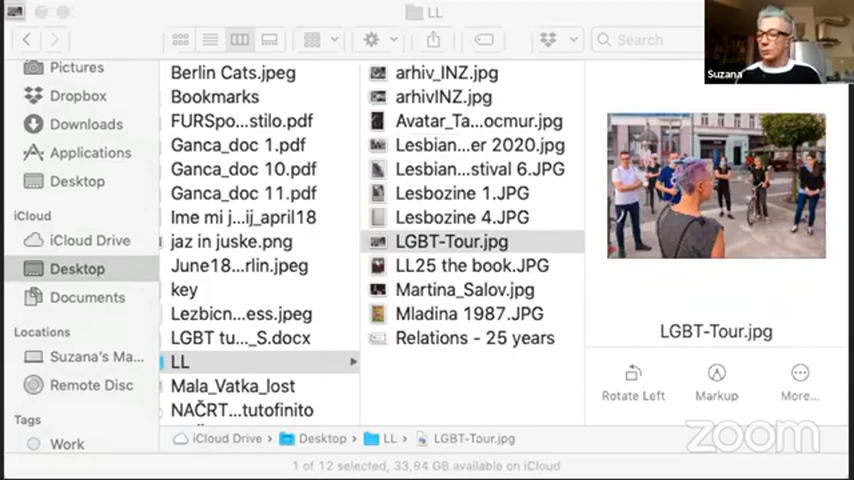 LL
Search
Suzana
Pictures
Dropbox
Downloads
Applications
Desktop
iCloud
iCloud Drive
Desktop
Documents
Locations
Suzana's Ma...
Remote Disc
Tags
Work
Berlin Cats.jpeg
Bookmarks
FURSpo...stilo.pdf
Ganca_doc 1.pdf
Ganca_doc 10.pdf
Ganca_doc 11.pdf
Ime mi j...ij_april18
jaz in juske.png
June18...rlin.jpeg
key
Lezbicn...ess.jpeg
LGBT tu..._S.docx
LL
Mala_Vatka_lost
NAČRT...tutofinito
arhiv_INZ.jpg
arhivINZ.jpg
Avatar_Ta...ocmur.jpg
Lesbian...er 2020.jpg
Lesbian...stival 6.JPG
Lesbozine 1.JPG
Lesbozine 4.JPG
LGBT-Tour.jpg
LL25 the book.JPG
Martina_Salov.jpg
Mladina 1987.JPG
Relations - 25 years
LGBT-Tour.jpg
Rotate Left
Markup
More...
iCloud Drive
Desktop
LL
LGBT-Tour.jpg
zoom
1 of 12 selected, 33,94 GB available on iCloud